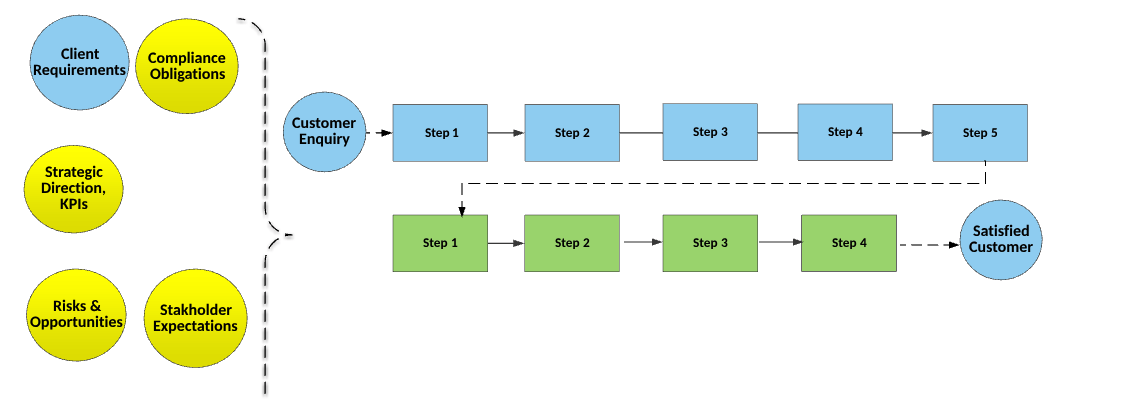 Client
Requirements
Compliance
Obligations
Customer
Enquiry
Step 1
Step 2
Step 3
Step 4
Step 5
Strategic
Direction,
KPIs
Step 1
Step 2
Step 3
Step 4
Satisfied
Customer
Risks &
Opportunities
Stakholder
Expectations